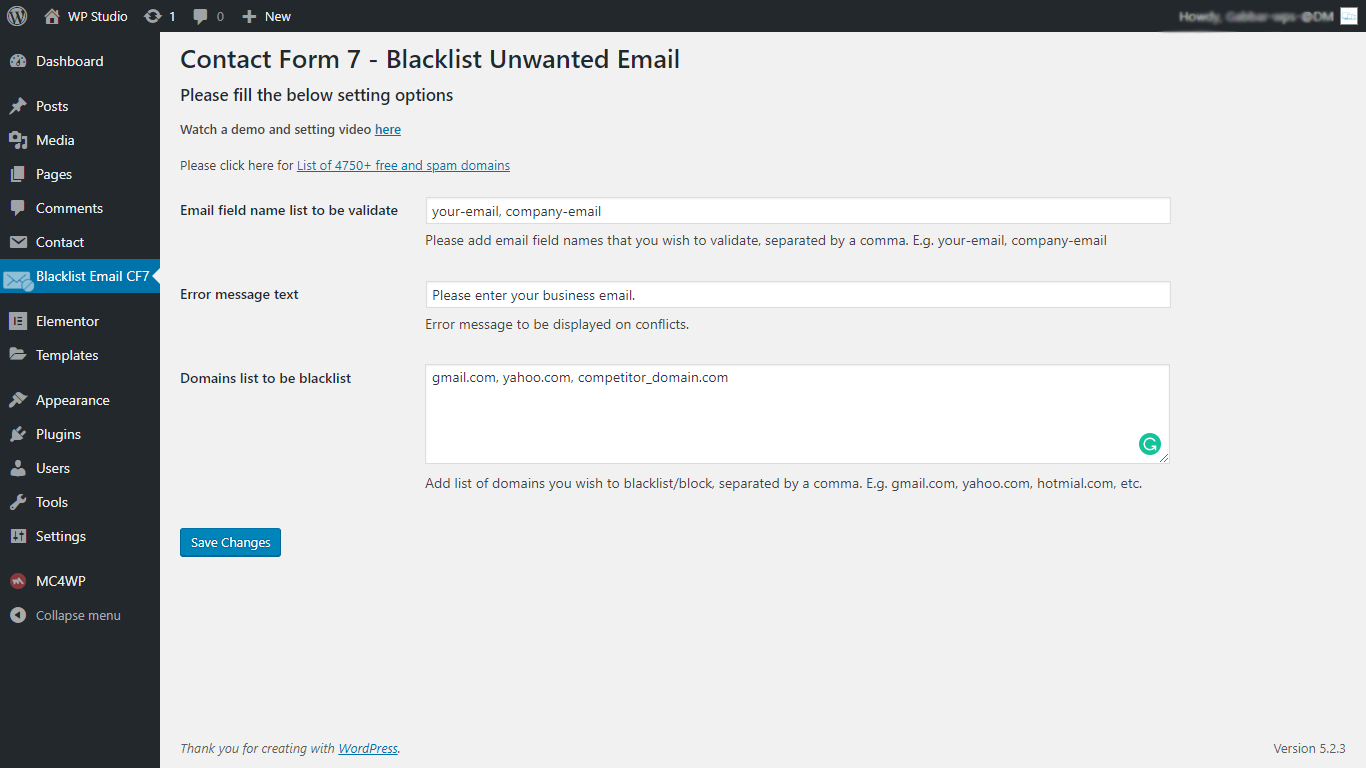 WP Studio 1 0 New
Dashboard
Posts
Media
Pages
Comments
Contact
Blacklist Email CF7
Elementor
Templates
Appearance
Plugins
Users
Tools
Settings
MC4WP
Collapse menu
Contact Form 7 - Blacklist Unwanted Email
Please fill the below setting options
Watch a demo and setting video here
Please click here for List of 4750+ free and spam domains
Email field name list to be validate
your-email, company-email
Please add email field names that you wish to validate, separated by a comma. E.g. your-email, company-email
Error message text
Please enter your business email.
Error message to be displayed on conflicts.
Domains list to be blacklist
gmail.com, yahoo.com, competitor_domain.com
Add list of domains you wish to blacklist/block, separated by a comma. E.g. gmail.com, yahoo.com, hotmial.com, etc.
Save Changes
Thank you for creating with WordPress.
Version 5.2.3